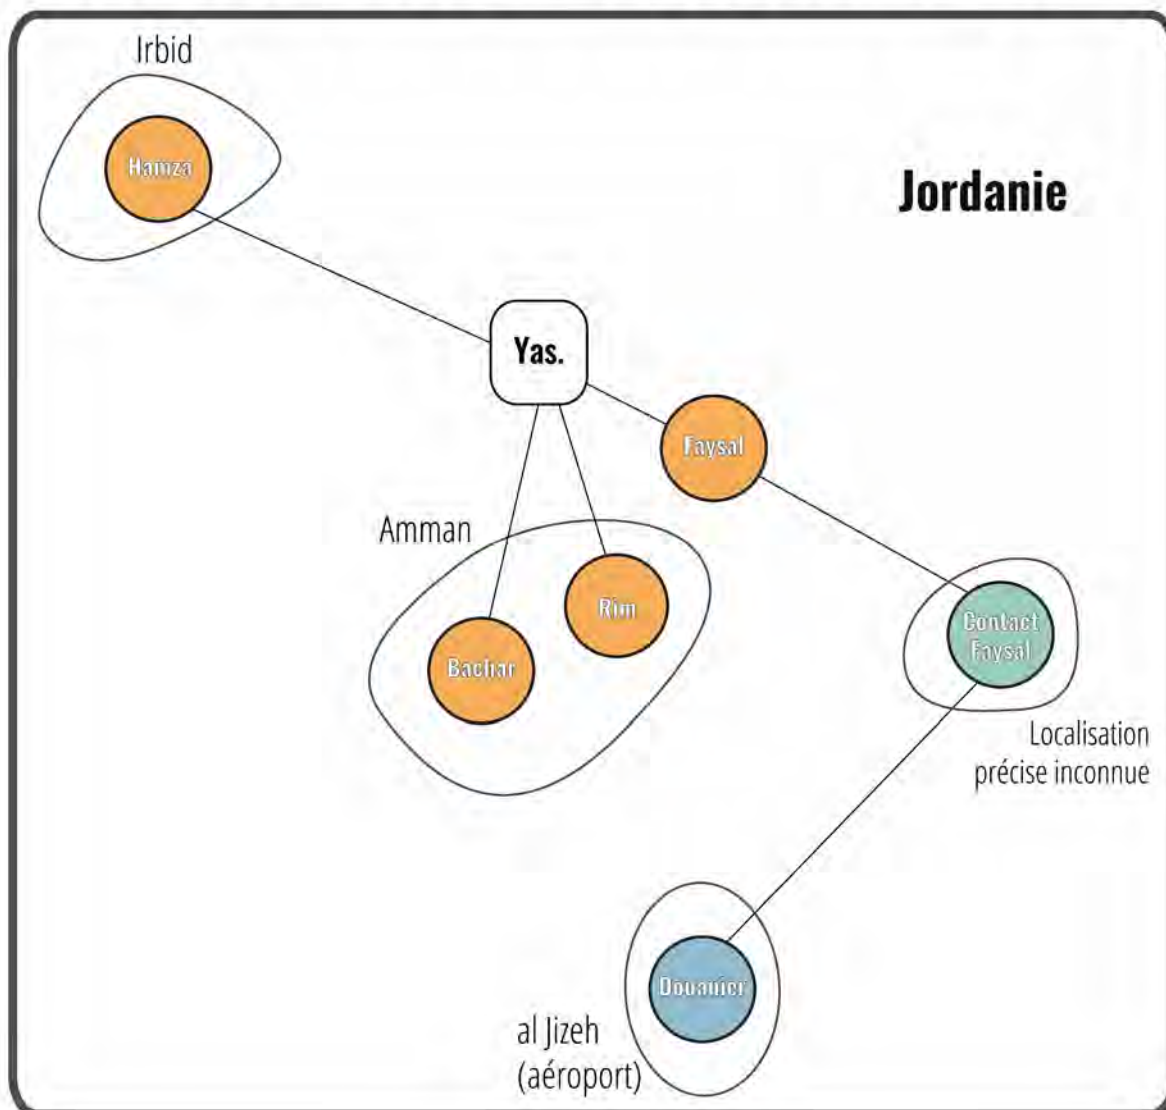 Irbid
Hamza
Jordanie
Yas.
Faysal
Amman
Rim
Bachar
Contact
Faysal
Localisation
précise inconnue
Douanier
al Jizeh
(aéroport)